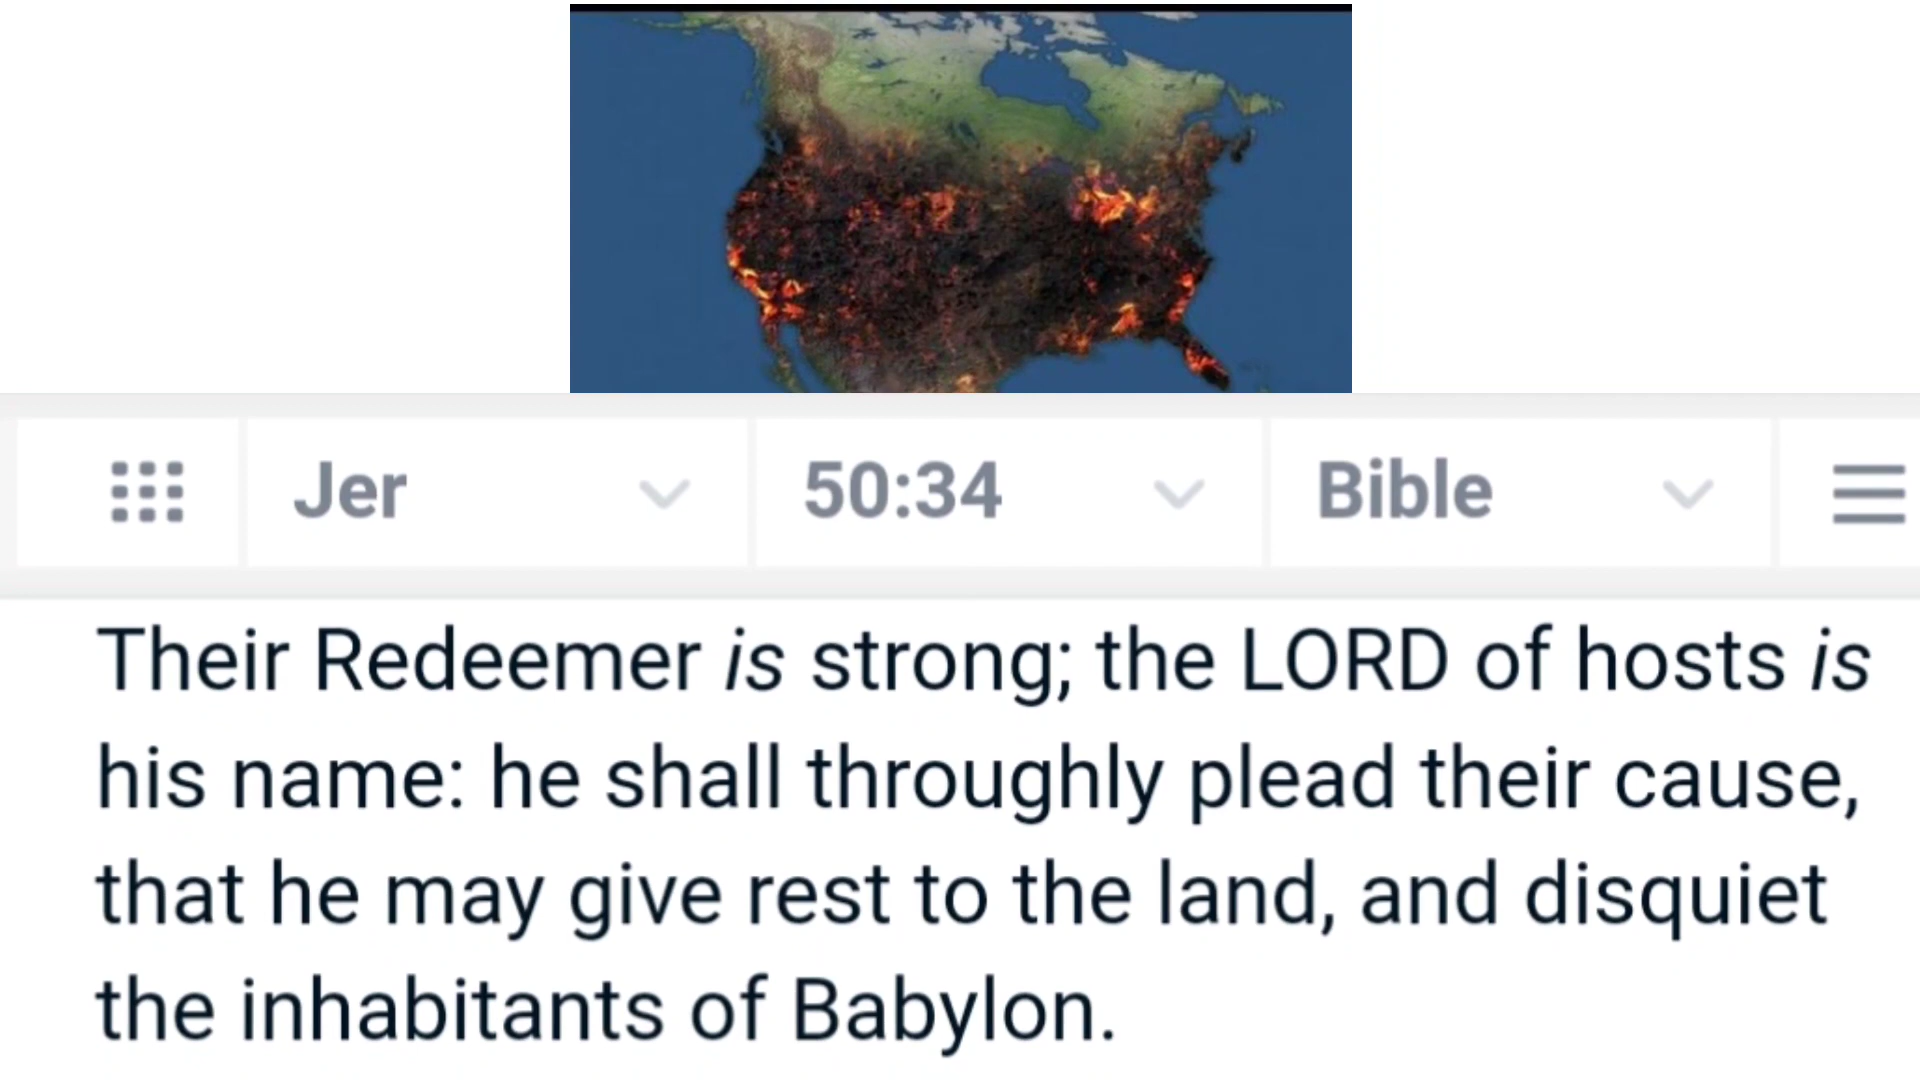 Jer 50:34 Bible
Their Redeemer is strong; the LORD of hosts is
his name: he shall throughly plead their cause,
that he may give rest to the land, and disquiet
the inhabitants of Babylon.